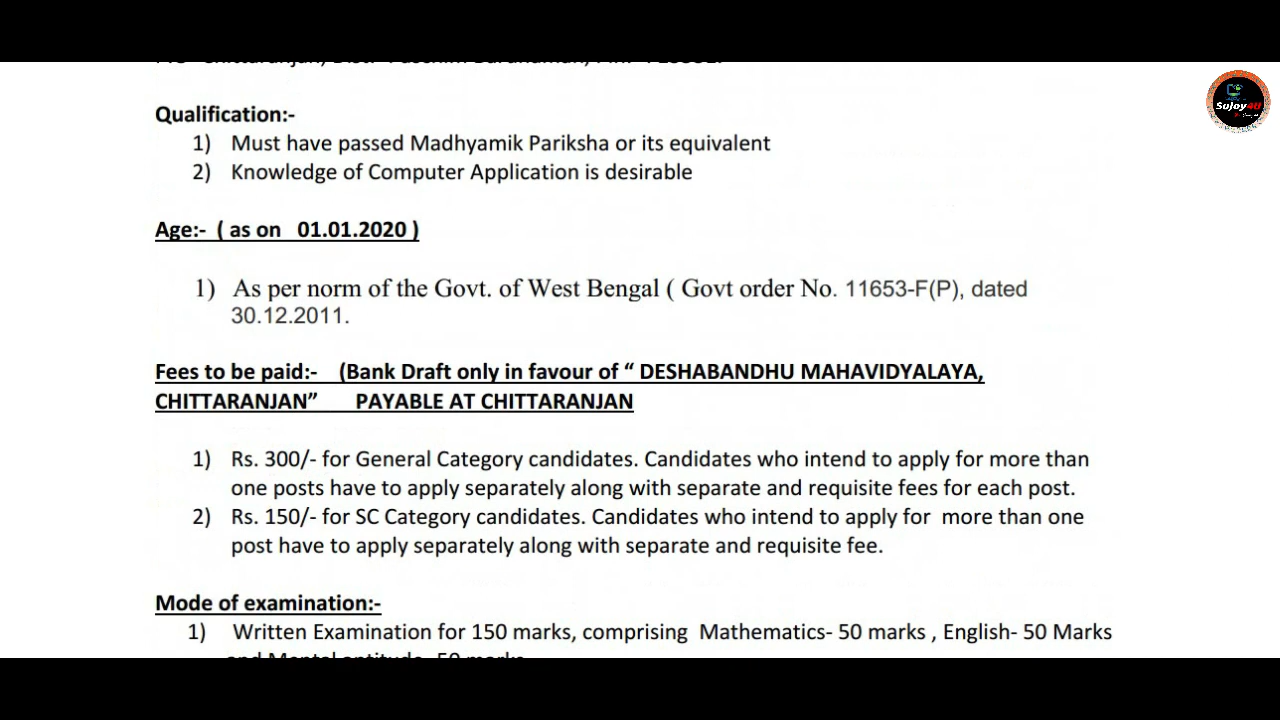 Qualification:-
1) Must have passed Madhyamik Pariksha or its equivalent
2) Knowledge of Computer Application is desirable
Age:- ( as on 01.01.2020 )
1) As per norm of the Govt. of West Bengal ( Govt order No. 11653-F(P), dated
30.12.2011.
Fees to be paid:- (Bank Draft only in favour of “ DESHABANDHU MAHAVIDYALAYA,
CHITTARANJAN” PAYABLE AT CHITTARANJAN
1) Rs. 300/- for General Category candidates. Candidates who intend to apply for more than
one posts have to apply separately along with separate and requisite fees for each post.
2) Rs. 150/- for SC Category candidates. Candidates who intend to apply for more than one
post have to apply separately along with separate and requisite fee.
Mode of examination:-
1) Written Examination for 150 marks, comprising Mathematics- 50 marks , English- 50 Marks
and Mental aptitude- 50 marks
SuJoy4U